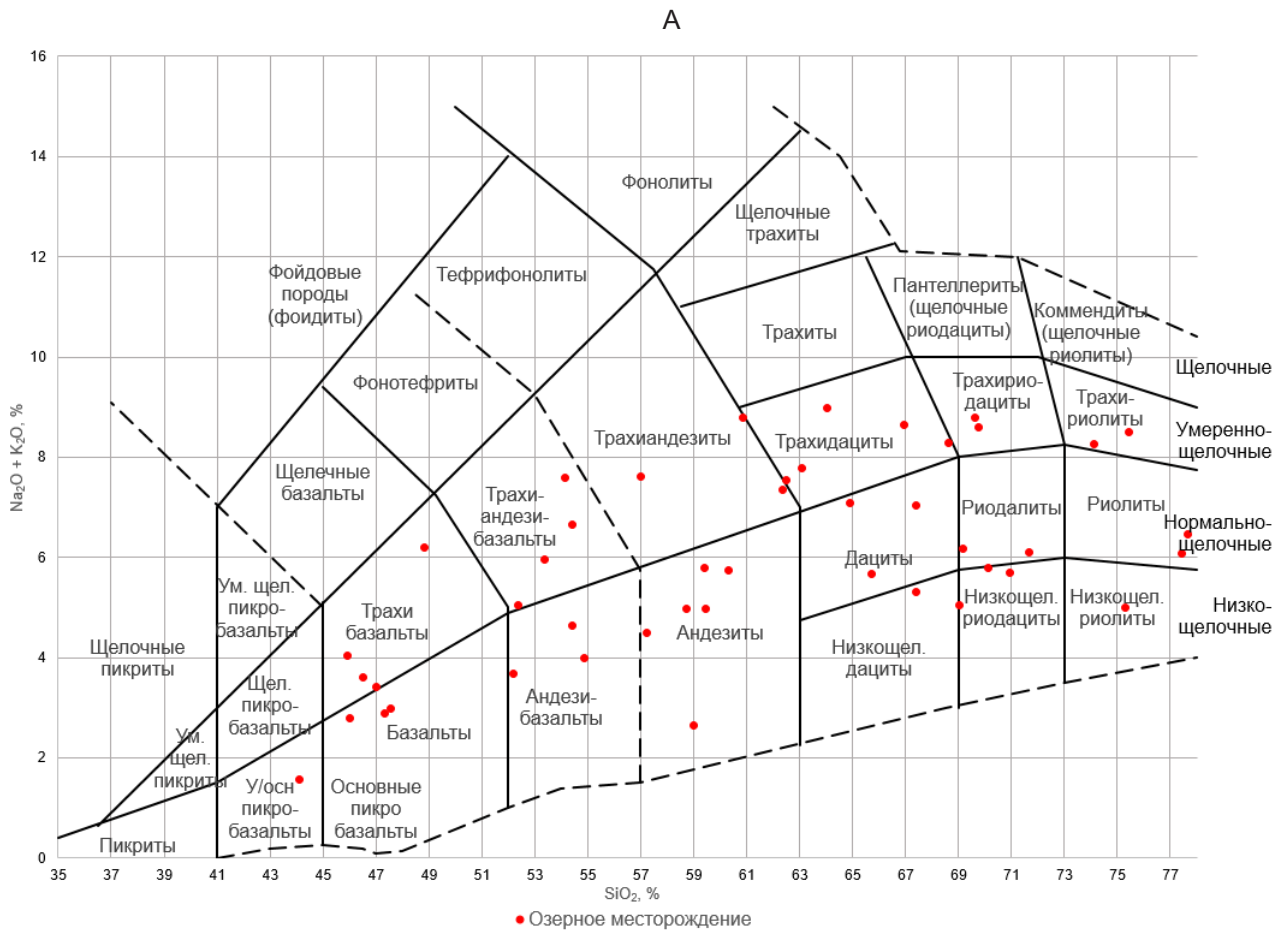 А
16
14
12
10
8
6
4
2
0
Na₂O + K₂O, %
Фонолиты
Щелочные
трахиты
Фойдовые
породы
(фоидиты)
Тефрифонолиты
Пантеллериты
(щелочные
риодациты)
Коммендиты
(щелочные
риолиты)
Трахиты
Щелочные
Фонотефриты
Трахирио-
дациты
Трахи-
риолиты
Трахиандезиты
Трахидациты
Умеренно-
щелочные
Щелечные
базальты
Трахи-
андези-
базальты
Риодалиты
Риолиты
Нормально-
щелочные
Дациты
Ум. щел.
пикро-
базальты
Трахи
базальты
Андезиты
Низкощел.
риодациты
Низкощел.
риолиты
Низко-
щелочные
Щелочные
пикриты
Щел.
пикро-
базальты
Низкощел.
дациты
Андези-
базальты
Базальты
Ум.
щел.
пикриты
У/осн
пикро-
базальты
Основные
пикро
базальты
Пикриты
35 37 39 41 43 45 47 49 51 53 55 57 59 61 63 65 67 69 71 73 75 77
SiO₂, %
Озерное месторождение